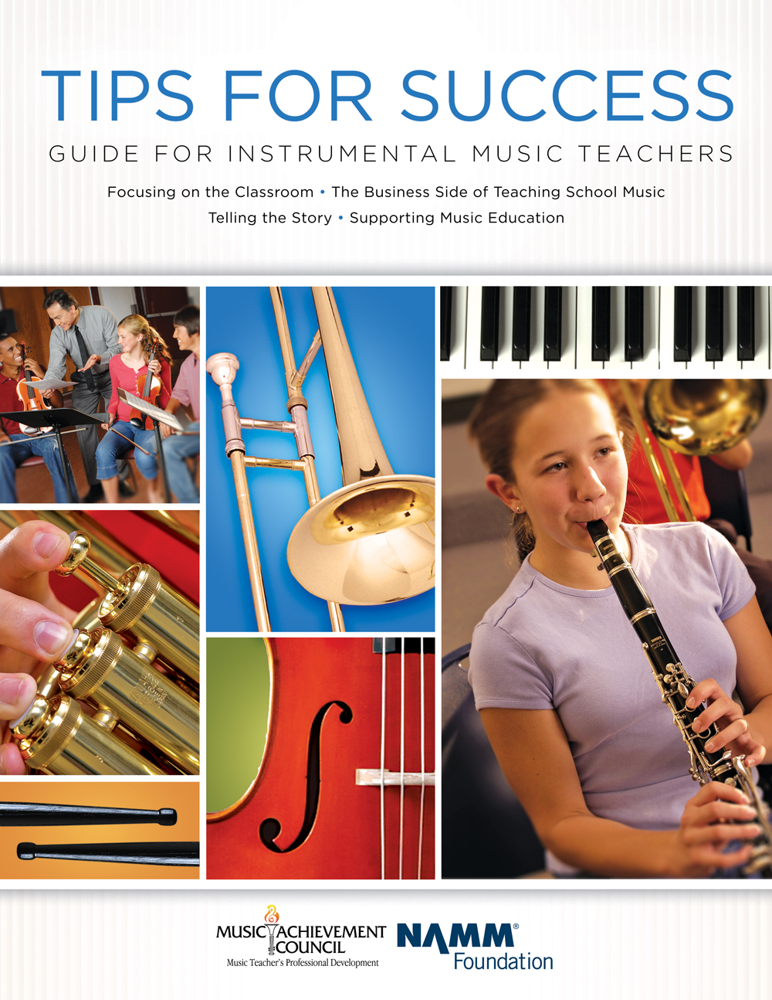 TIPS FOR SUCCESS
GUIDE FOR INSTRUMENTAL MUSIC TEACHERS
Focusing on the Classroom • The Business Side of Teaching School Music
Telling the Story • Supporting Music Education
MUSIC ACHIEVEMENT
COUNCIL
Music Teacher's Professional Development
NAMM®
Foundation